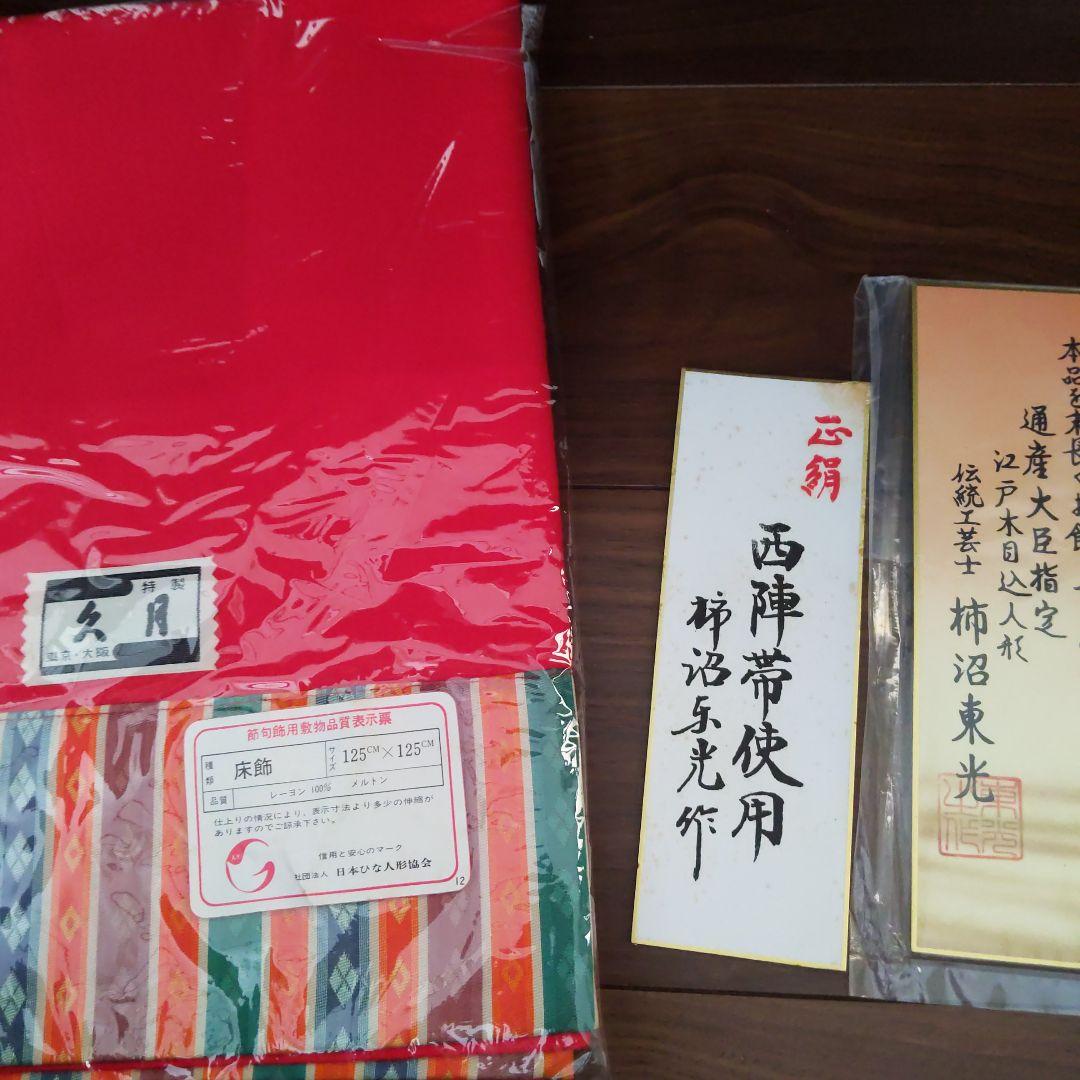 特製
久月
東京・大阪
節句飾用敷物品質表示票
種類
床飾
サイズ
125CM×125CM
品質
レーヨン 100% メルトン
仕上りの情況により、表示寸法より多少の伸縮が
ありますのでご諒承下さい。
信用と安心のマーク
社団法人 日本ひな人形協会
12
正絹
西陣帯使用
柿沼东光作
本品を末長く
通産大臣指定
江戸木目込人形
伝統工芸士 柿沼東光